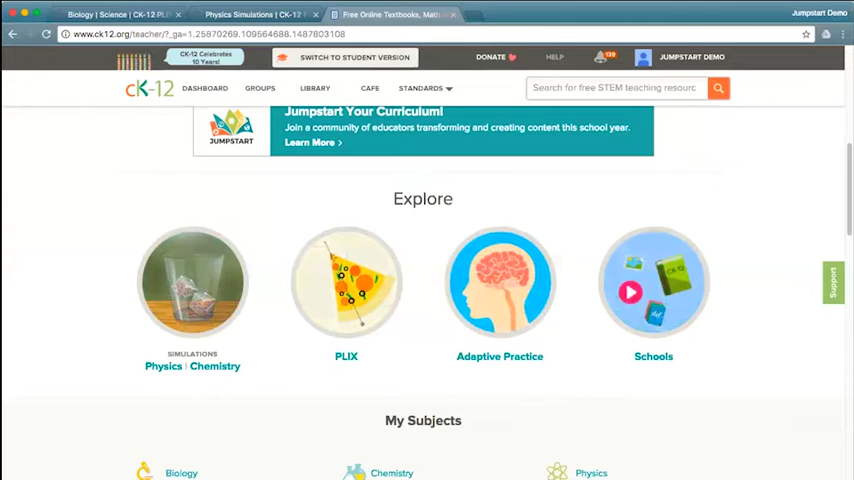 Biology | Science | CK-12 PLI
Physics Simulations | CK-12 F
Free Online Textbooks, Math
Jumpstart Demo
www.ck12.org/teacher/?_ga=1.25870269.109564688.1487803108
CK-12 Celebrates
10 Years!
SWITCH TO STUDENT VERSION
DONATE
HELP
139
JUMPSTART DEMO
cK-12
DASHBOARD
GROUPS
LIBRARY
CAFE
STANDARDS
Search for free STEM teaching resourc
Jumpstart Your Curriculum!
JUMPSTART
Join a community of educators transforming and creating content this school year.
Learn More >
Explore
CK-12
def.
SIMULATIONS
Physics | Chemistry
PLIX
Adaptive Practice
Schools
Support
My Subjects
Biology
Chemistry
Physics